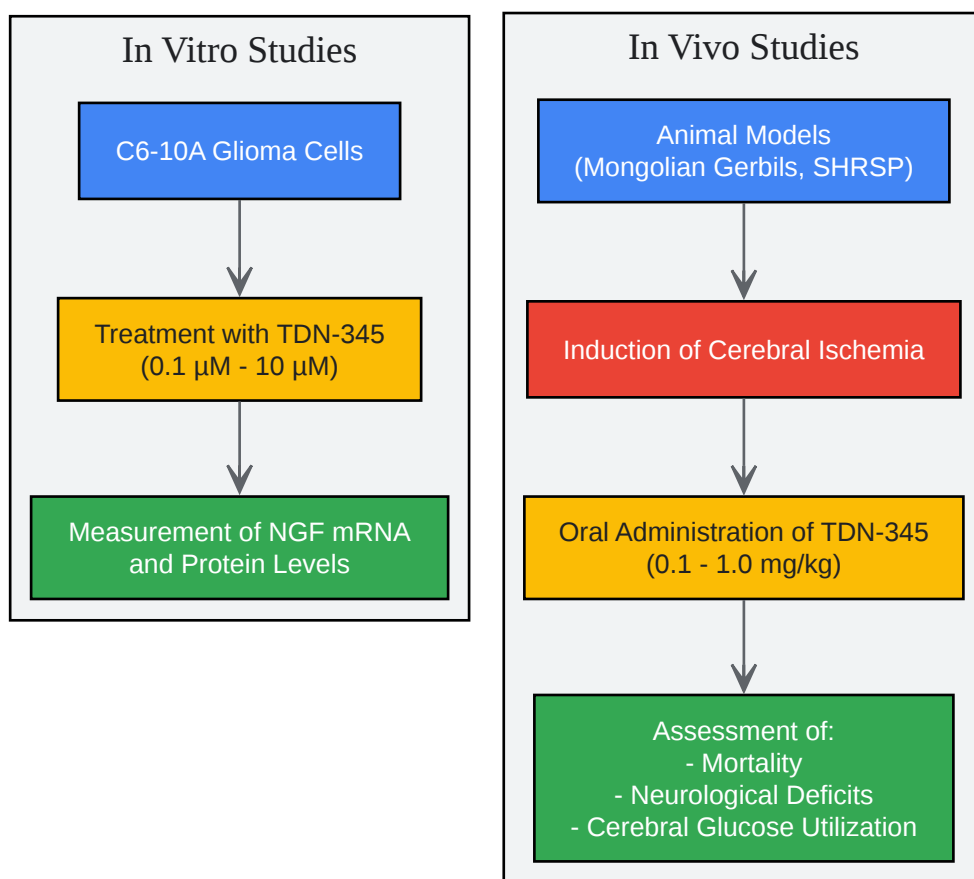 In Vitro Studies
C6-10A Glioma Cells
Treatment with TDN-345
(0.1 µM - 10 µM)
Measurement of NGF mRNA
and Protein Levels
In Vivo Studies
Animal Models
(Mongolian Gerbils, SHRSP)
Induction of Cerebral Ischemia
Oral Administration of TDN-345
(0.1 - 1.0 mg/kg)
Assessment of:
- Mortality
- Neurological Deficits
- Cerebral Glucose Utilization